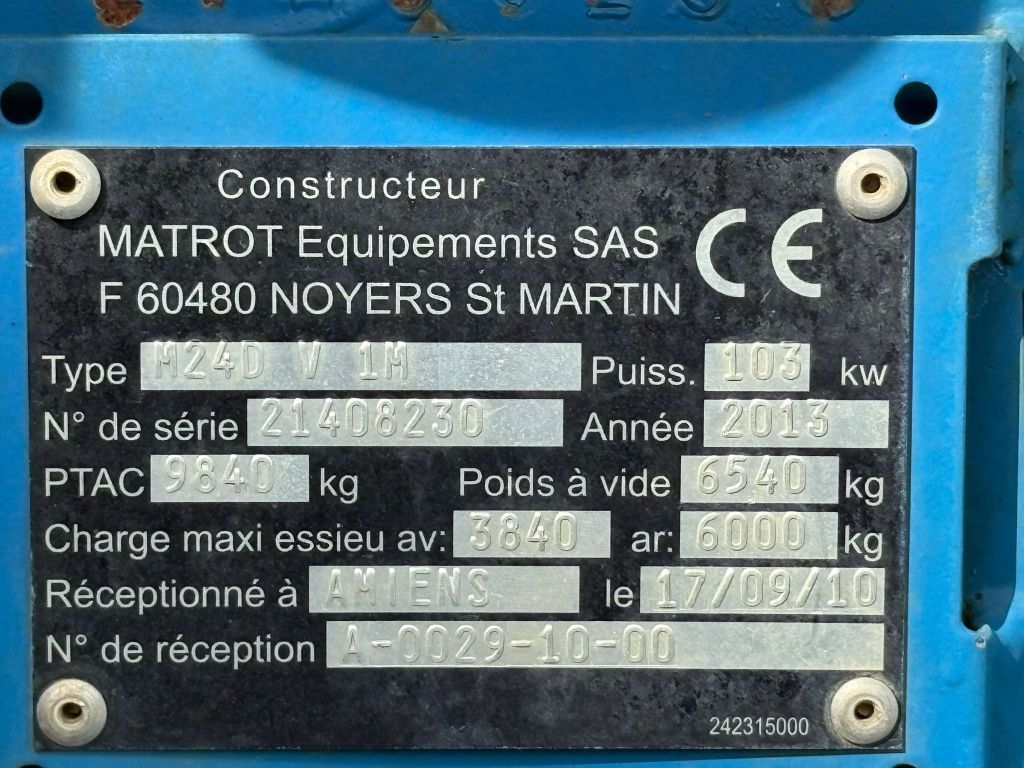 Constructeur
MATROT Equipements SAS CE
F 60480 NOYERS St MARTIN
Type M24D V 1M Puiss. 103 kw
N° de série 21408230 Année 2013
PTAC 9840 kg Poids à vide 6540 kg
Charge maxi essieu av: 3840 ar: 6000 kg
Réceptionné à AMIENS le 17/09/10
N° de réception A-0029-10-00
242315000